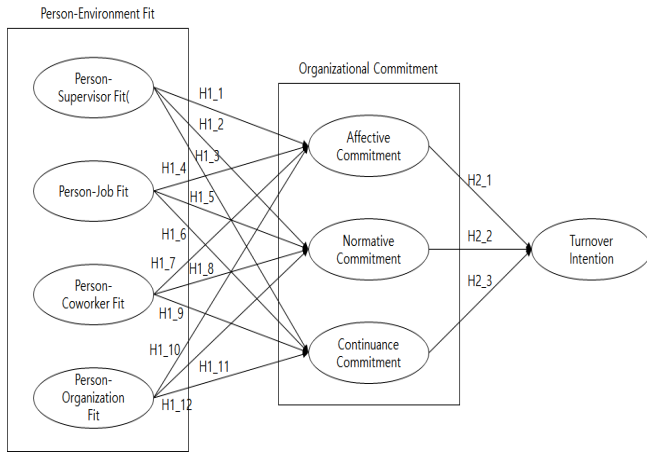 Person-Environment Fit
Person-
Supervisor Fit(
Person-Job Fit
Person-
Coworker Fit
Person-
Organization
Fit
H1_1
H1_2
H1_3
H1_4
H1_5
H1_6
H1_7
H1_8
H1_9
H1_10
H1_11
H1_12
Organizational Commitment
Affective
Commitment
Normative
Commitment
Continuance
Commitment
H2_1
H2_2
H2_3
Turnover
Intention